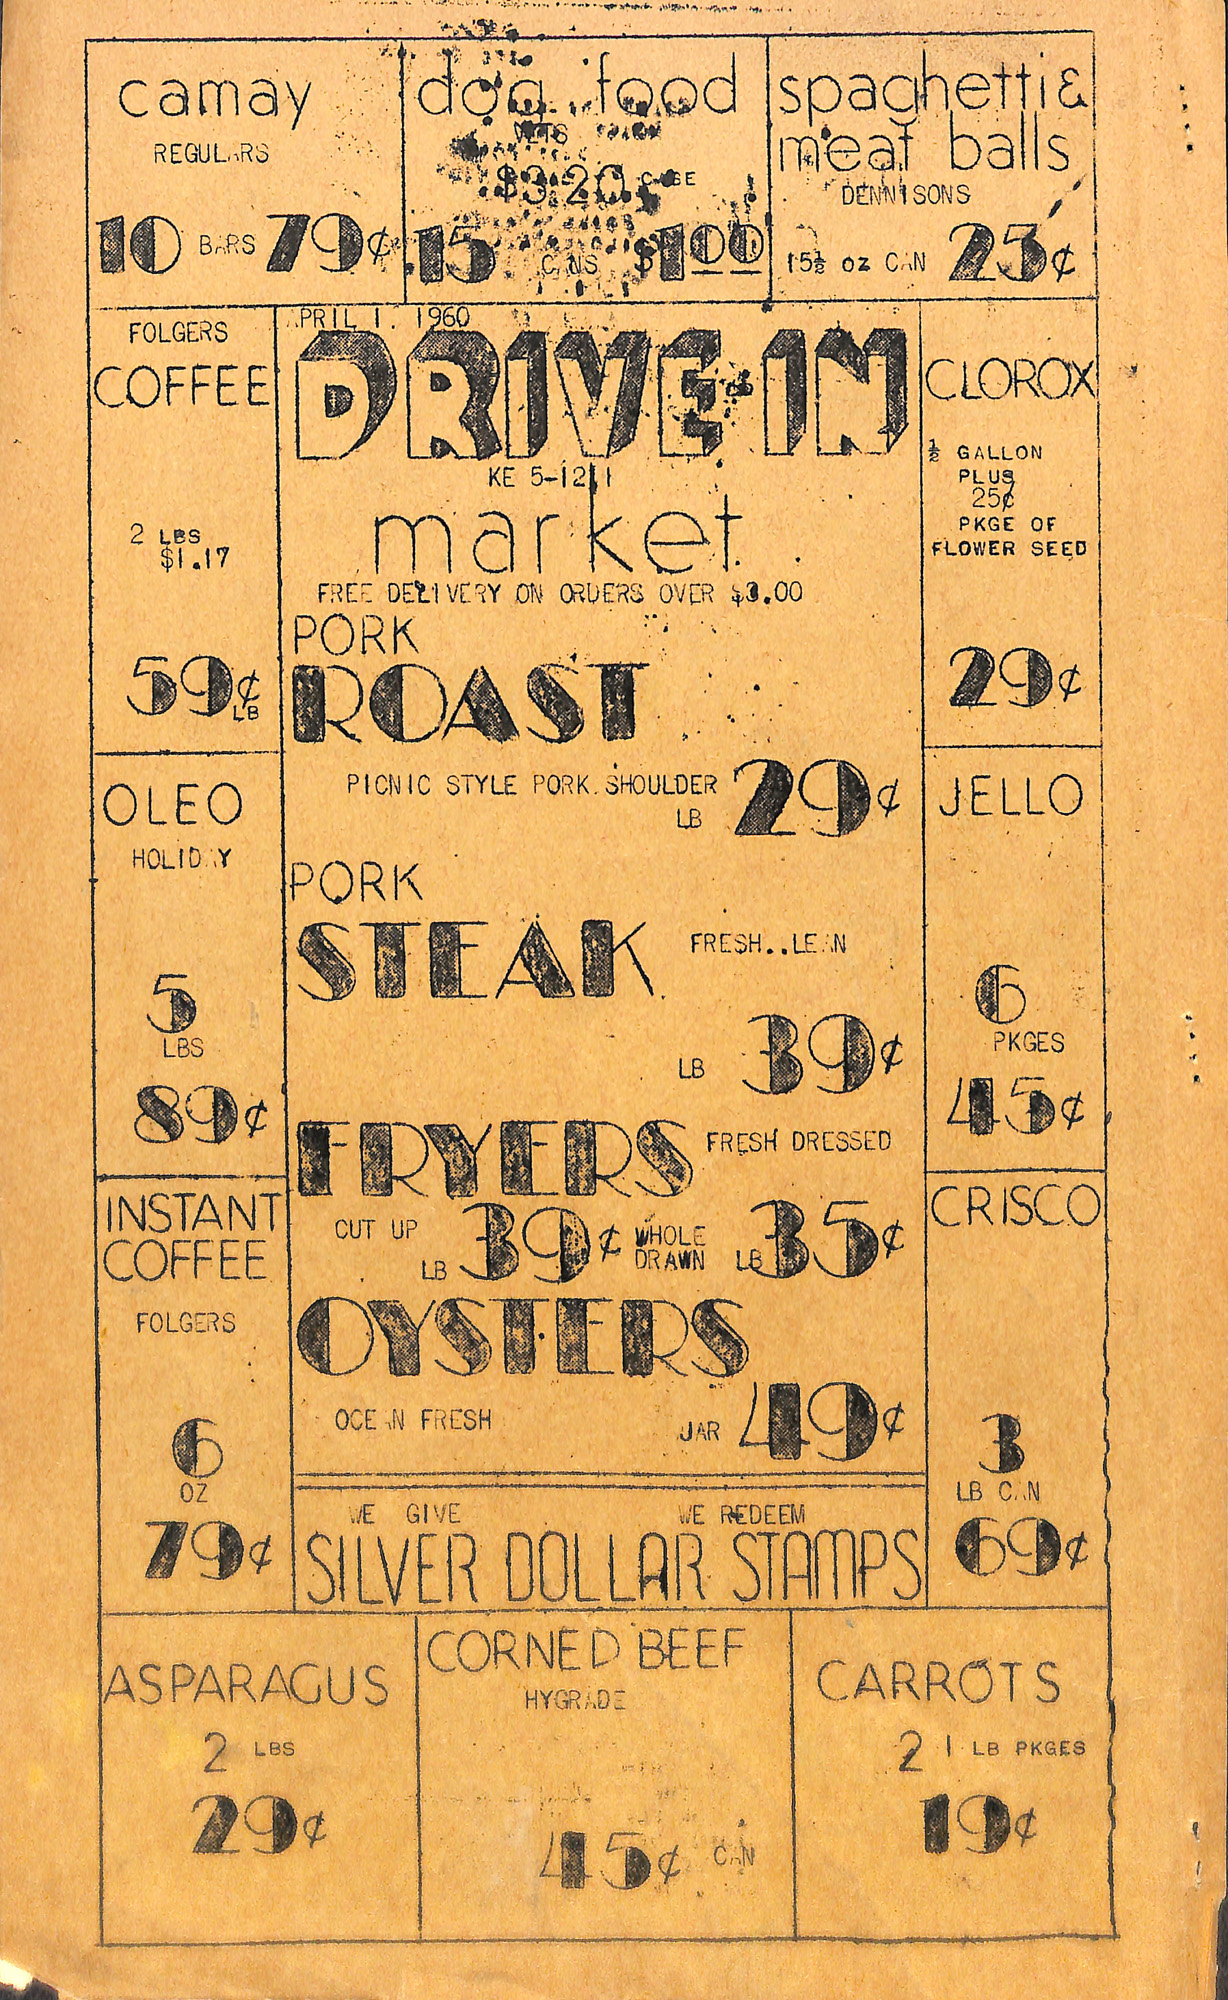 camay
REGULARS
10 BARS 79¢
dog food
VETS
$3.20 CASE
15 CANS $1.00
spaghetti &
meat balls
DENNISONS
15½ oz CAN 25¢
FOLGERS
COFFEE
2 LBS
$1.17
59¢
LB
OLEO
HOLIDAY
5
LBS
89¢
INSTANT
COFFEE
FOLGERS
6
OZ
79¢
APRIL 1. 1960
DRIVE-IN
KE 5-1211
market
FREE DELIVERY ON ORDERS OVER $3.00
PORK
ROAST
PICNIC STYLE PORK SHOULDER
LB 29¢
PORK
STEAK FRESH..LEAN
LB 39¢
FRYERS FRESH DRESSED
CUT UP LB 39¢ WHOLE DRAWN LB 35¢
OYSTERS
OCEAN FRESH JAR 49¢
WE GIVE WE REDEEM
SILVER DOLLAR STAMPS
CLOROX
½ GALLON
PLUS
25¢
PKGE OF
FLOWER SEED
29¢
JELLO
6
PKGES
45¢
CRISCO
3
LB CAN
69¢
ASPARAGUS
2 LBS
29¢
CORNED BEEF
HYGRADE
45¢ CAN
CARROTS
2 1 LB PKGES
19¢